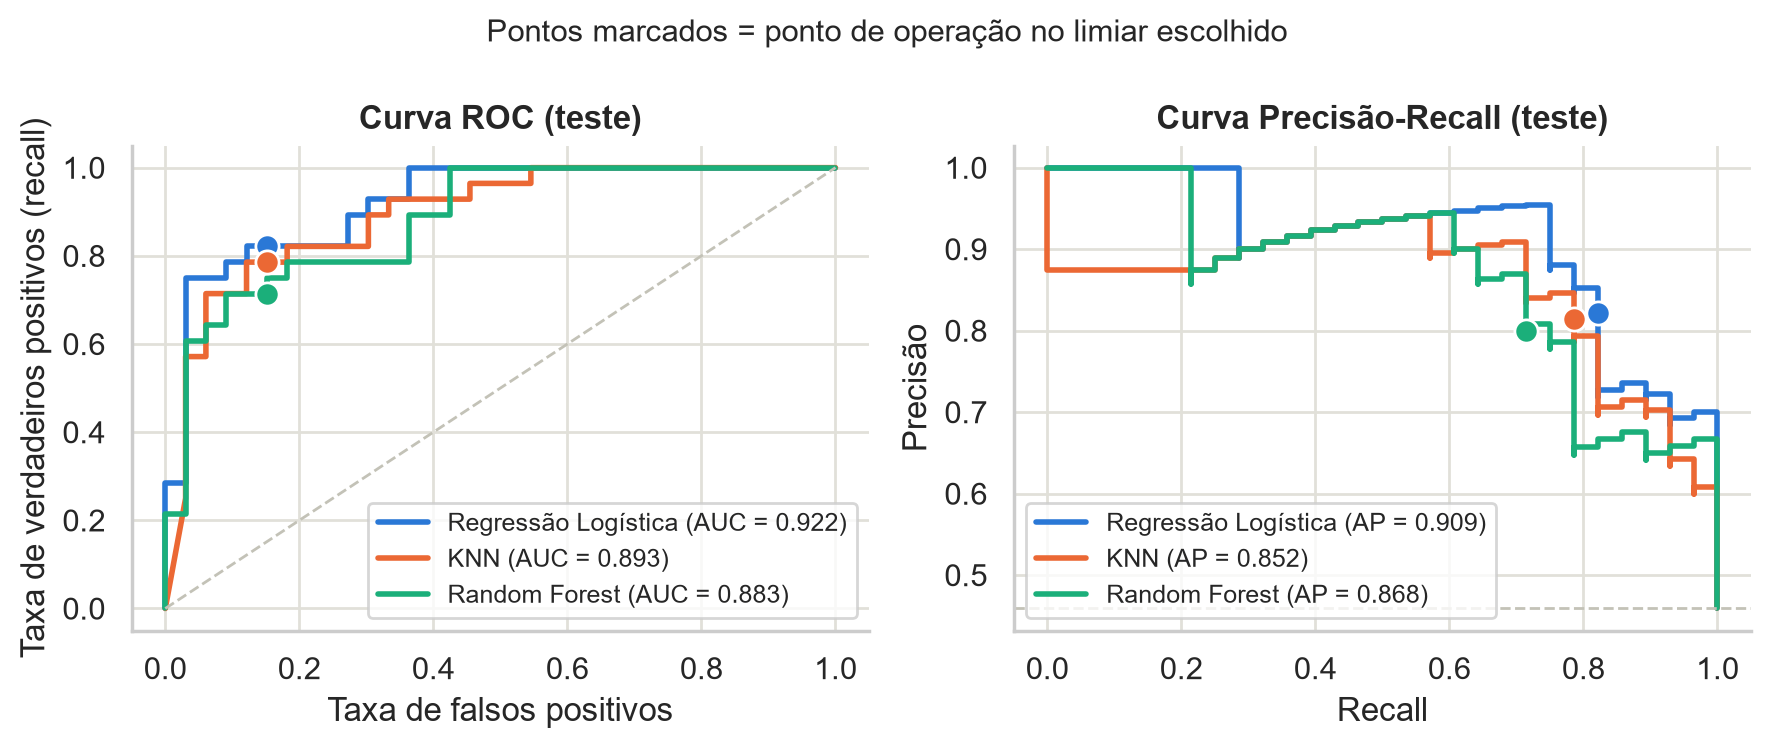 Pontos marcados = ponto de operação no limiar escolhido
Curva ROC (teste)
Taxa de verdadeiros positivos (recall)
1.0
0.8
0.6
0.4
0.2
0.0
Regressão Logística (AUC = 0.922)
KNN (AUC = 0.893)
Random Forest (AUC = 0.883)
0.0 0.2 0.4 0.6 0.8 1.0
Taxa de falsos positivos
Curva Precisão-Recall (teste)
Precisão
1.0
0.9
0.8
0.7
0.6
0.5
Regressão Logística (AP = 0.909)
KNN (AP = 0.852)
Random Forest (AP = 0.868)
0.0 0.2 0.4 0.6 0.8 1.0
Recall